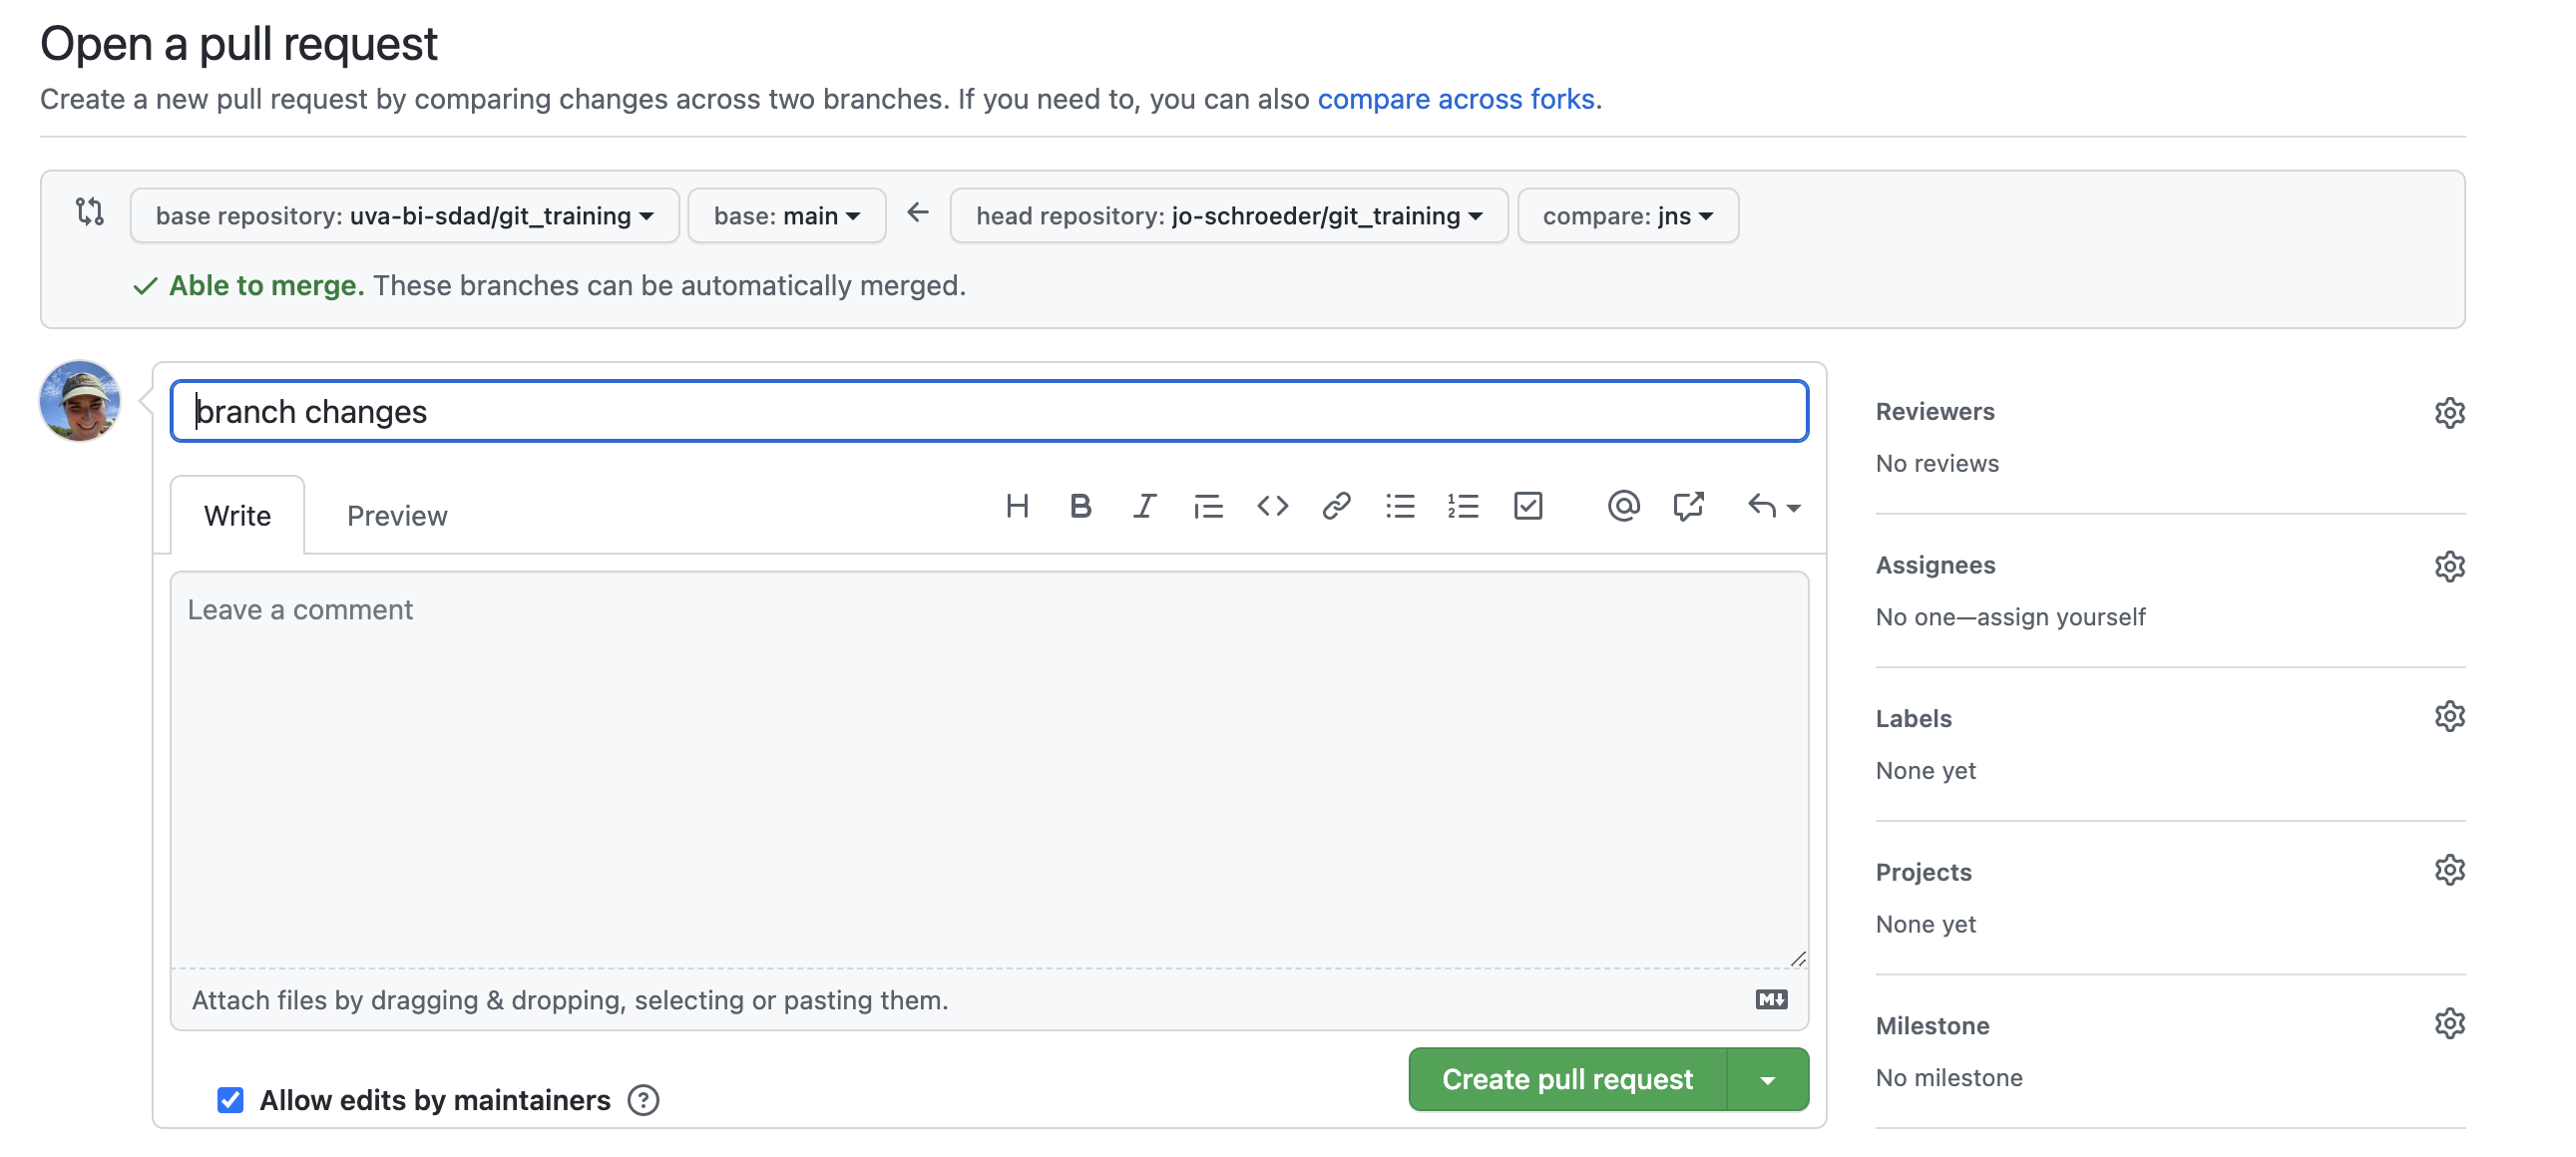 Open a pull request
Create a new pull request by comparing changes across two branches. If you need to, you can also compare across forks.
base repository: uva-bi-sdad/git_training base: main head repository: jo-schroeder/git_training compare: jns
Able to merge. These branches can be automatically merged.
branch changes
Write Preview
Leave a comment
Attach files by dragging & dropping, selecting or pasting them.
Allow edits by maintainers
Create pull request
Reviewers
No reviews
Assignees
No one—assign yourself
Labels
None yet
Projects
None yet
Milestone
No milestone